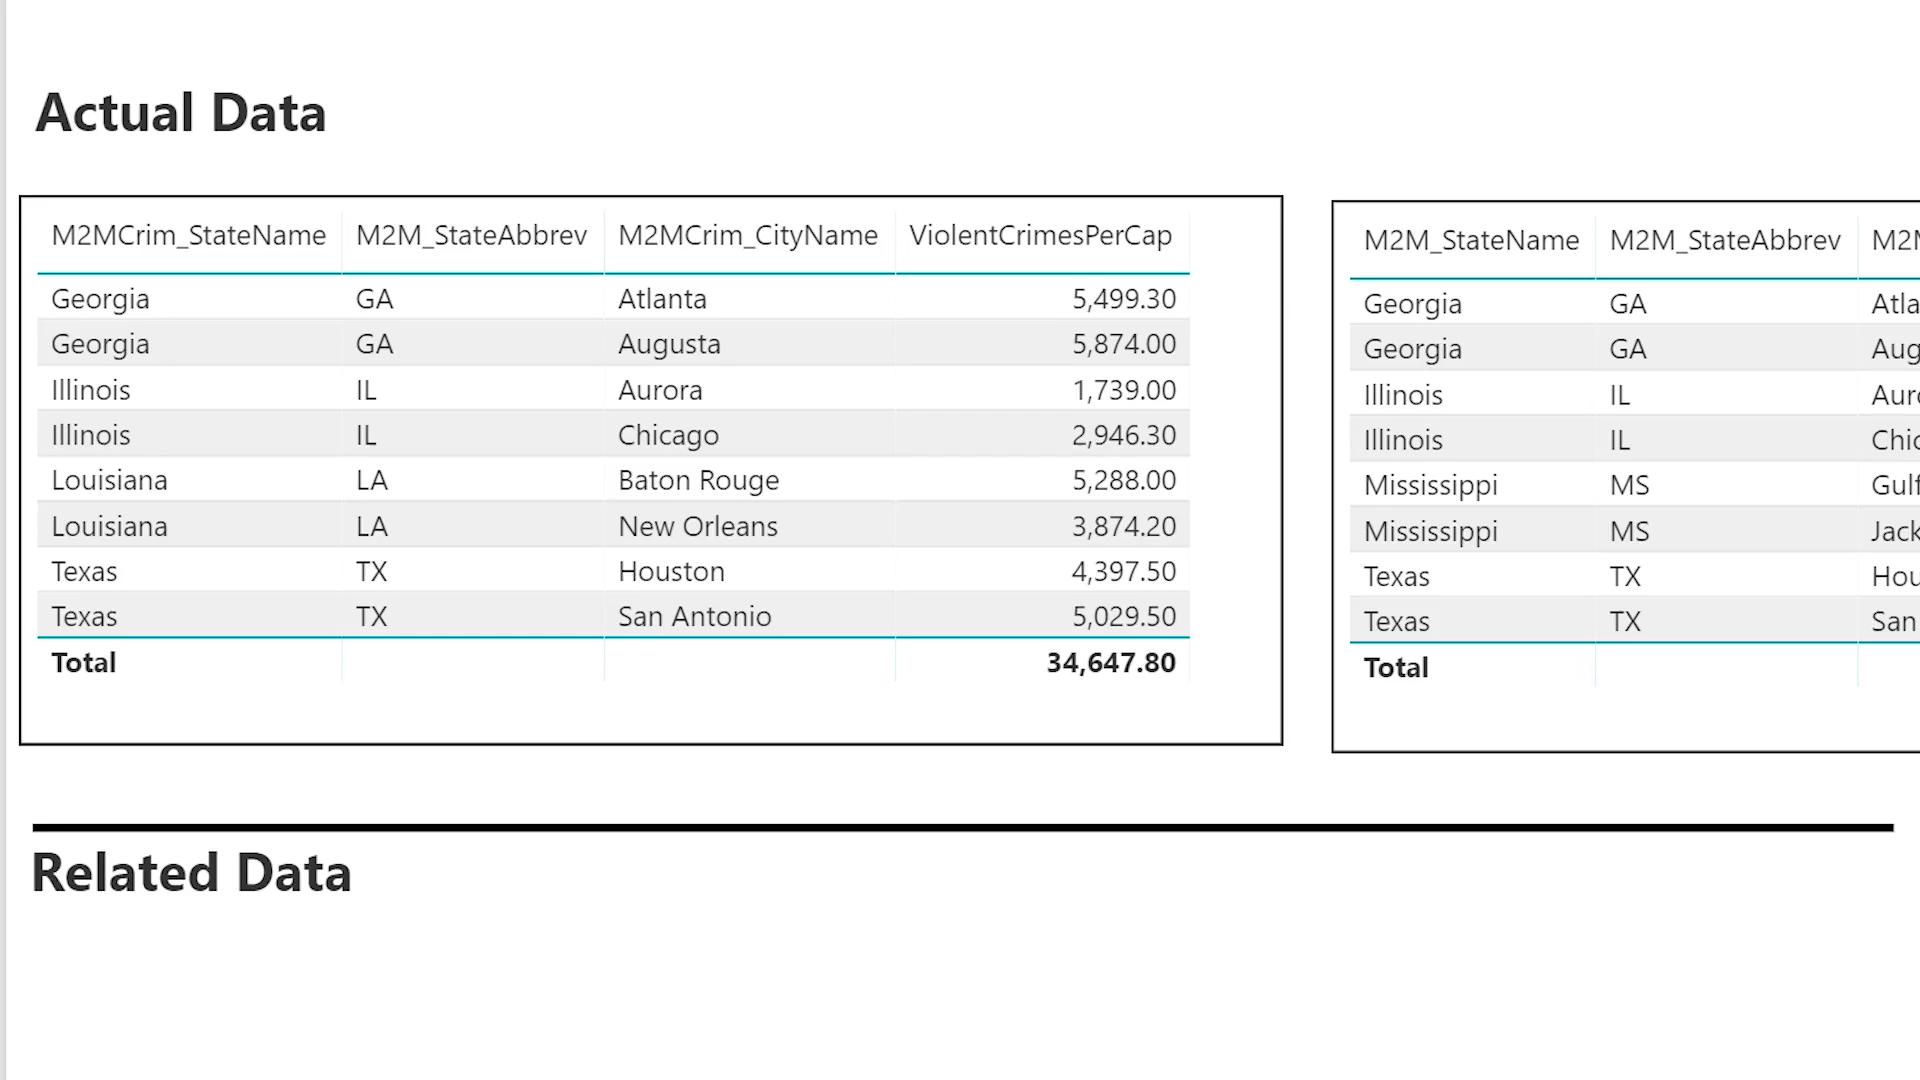 Actual Data
M2MCrim_StateName M2M_StateAbbrev M2MCrim_CityName ViolentCrimesPerCap
Georgia GA Atlanta 5,499.30
Georgia GA Augusta 5,874.00
Illinois IL Aurora 1,739.00
Illinois IL Chicago 2,946.30
Louisiana LA Baton Rouge 5,288.00
Louisiana LA New Orleans 3,874.20
Texas TX Houston 4,397.50
Texas TX San Antonio 5,029.50
Total 34,647.80
M2M_StateName M2M_StateAbbrev
Georgia GA
Georgia GA
Illinois IL
Illinois IL
Mississippi MS
Mississippi MS
Texas TX
Texas TX San
Total
Related Data